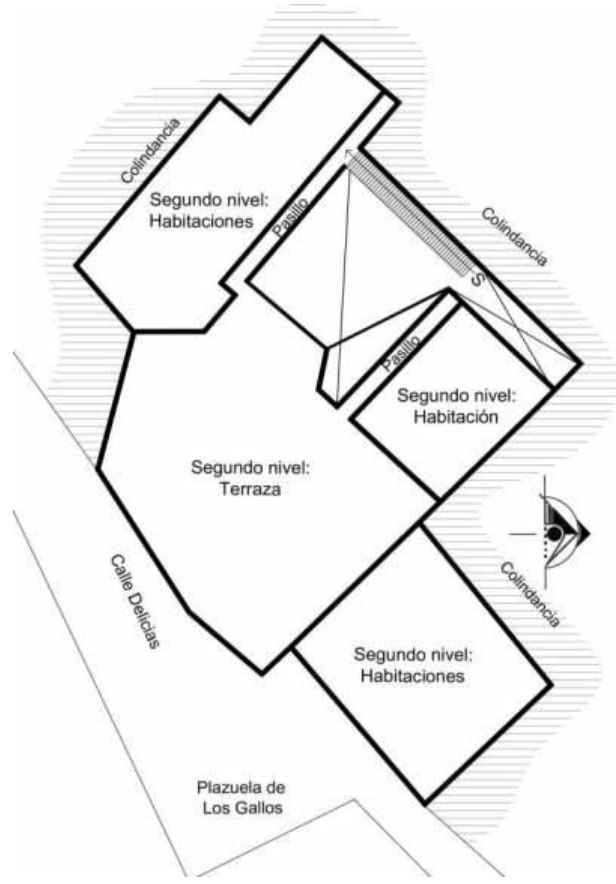 Colindancia
Segundo nivel:
Habitaciones
Pasillo
Colindancia
S
Pasillo
Segundo nivel:
Habitación
Segundo nivel:
Terraza
Calle Delicias
Colindancia
Segundo nivel:
Habitaciones
Plazuela de
Los Gallos